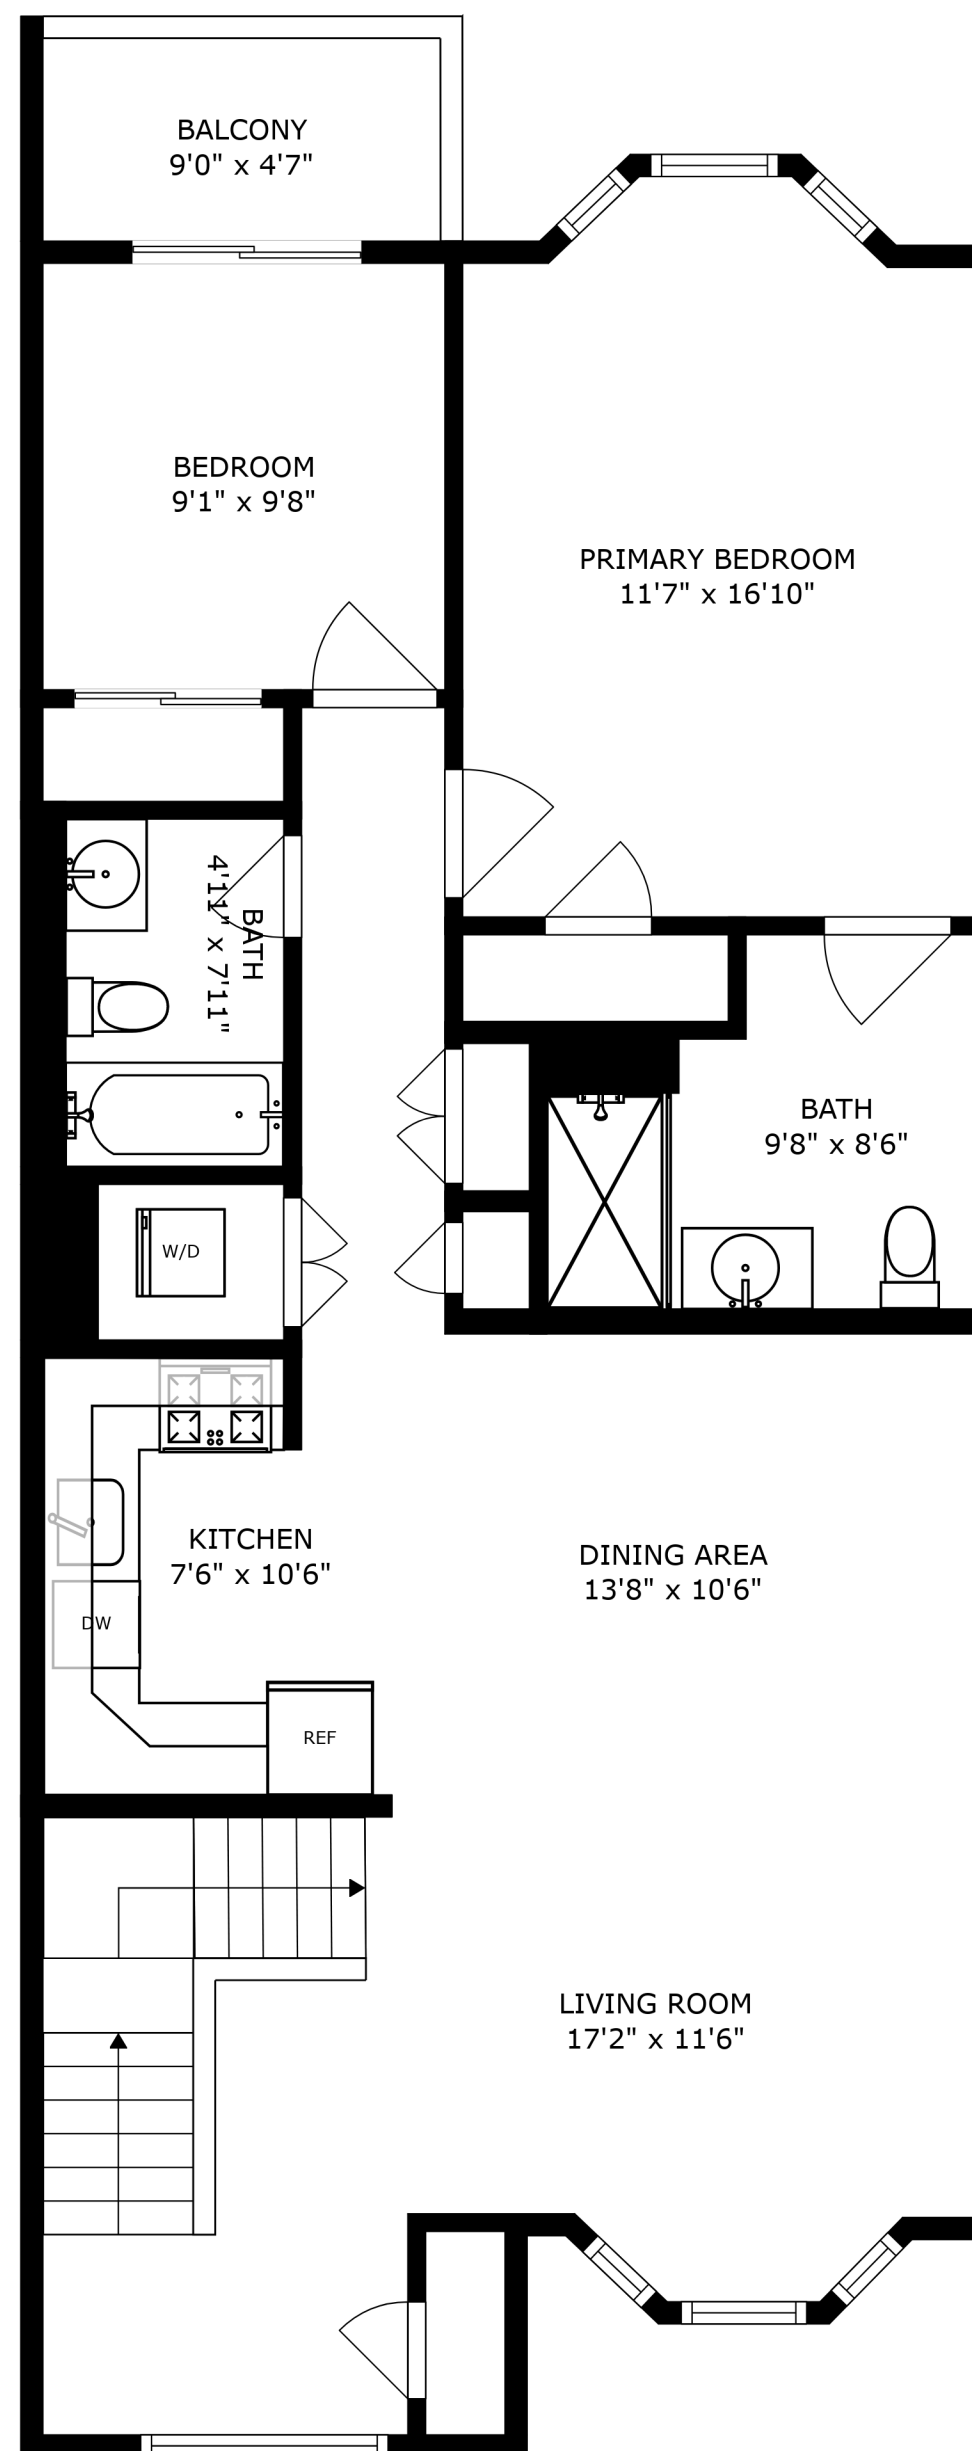 BALCONY
9'0" x 4'7"
BEDROOM
9'1" x 9'8"
PRIMARY BEDROOM
11'7" x 16'10"
BATH
4'11" x 7'11"
BATH
9'8" x 8'6"
W/D
KITCHEN
7'6" x 10'6"
DINING AREA
13'8" x 10'6"
DW
REF
LIVING ROOM
17'2" x 11'6"